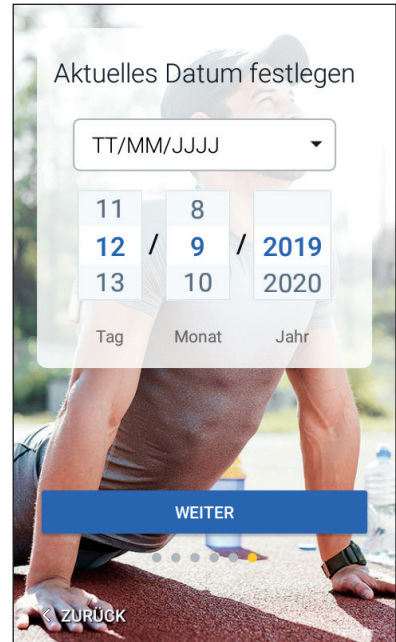 Aktuelles Datum festlegen
TT/MM/JJJJ
11 8
12 / 9 / 2019
13 10 2020
Tag Monat Jahr
WEITER
< ZURÜCK